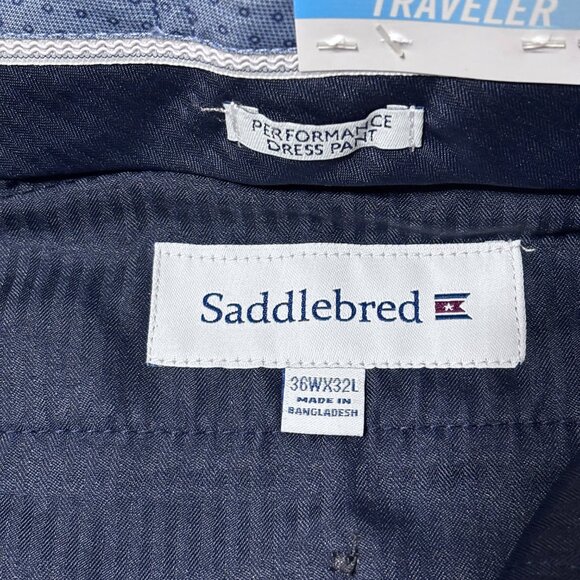 TRAVELER
PERFORMANCE
DRESS PANT
Saddlebred
36WX32L
MADE IN
BANGLADESH